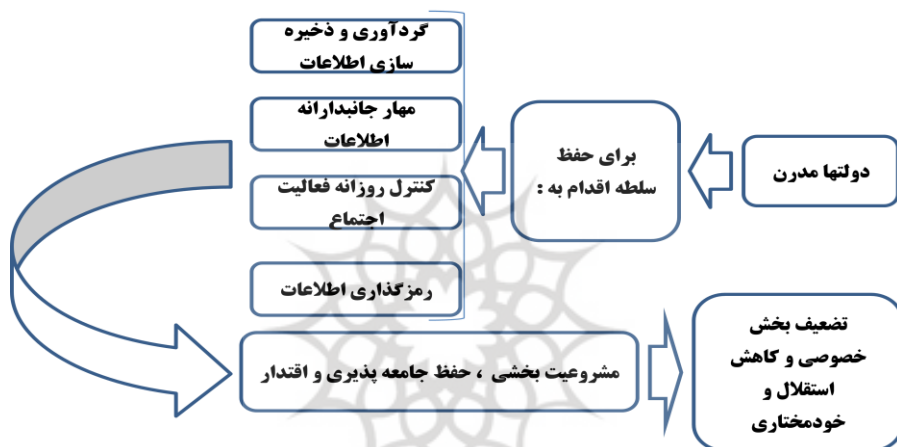 دولتها مدرن
برای حفظ
سلطه اقدام به :
گردآوری و ذخیره
سازی اطلاعات
مهار جانبدارانه
اطلاعات
کنترل روزانه فعالیت
اجتماع
رمزگذاری اطلاعات
مشروعیت بخشی ، حفظ جامعه پذیری و اقتدار
تضعیف بخش
خصوصی و کاهش
استقلال و
خودمختاری